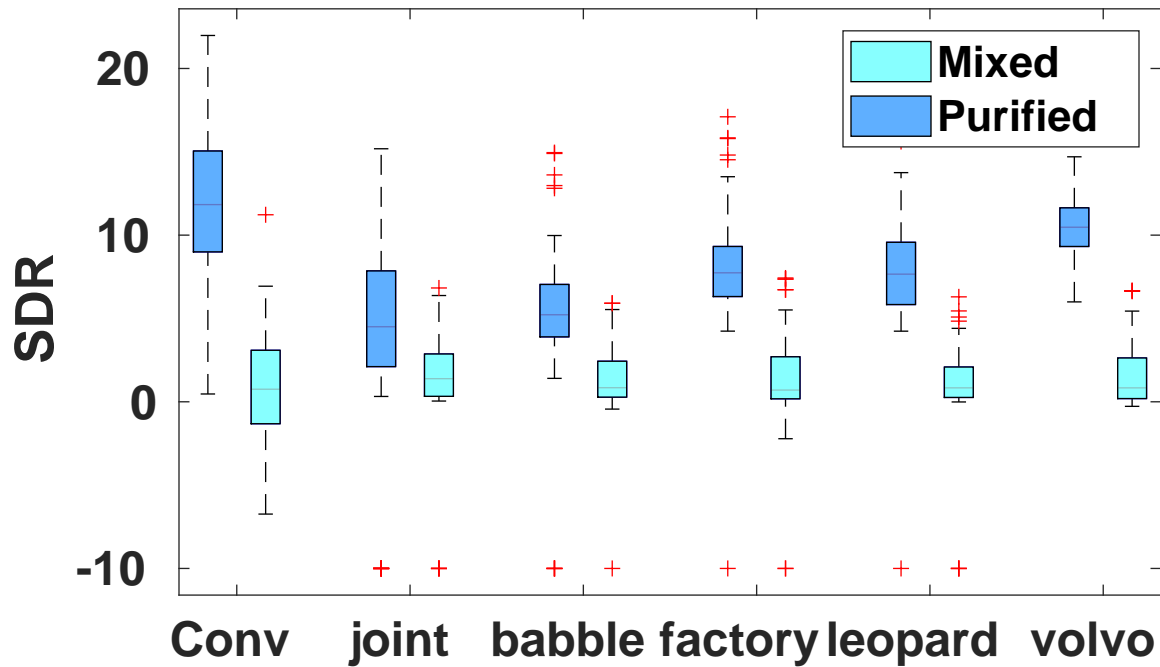 20
10
0
-10
SDR
Mixed
Purified
Conv joint babble factory leopard volvo